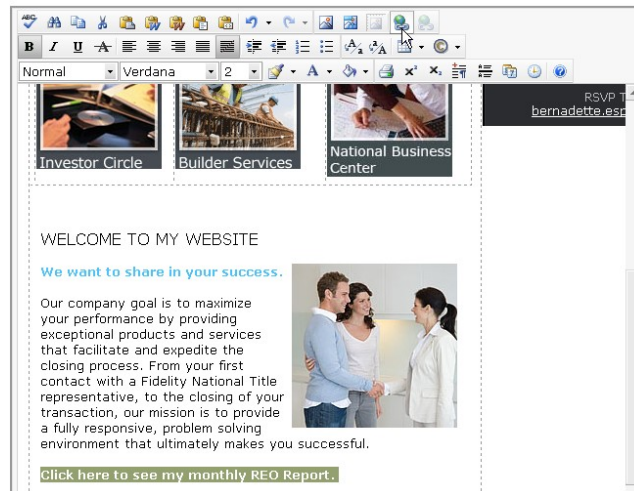 ABC
B I U A
Normal Verdana 2 A x² x₂
RSVP T
bernadette.esp
Investor Circle
Builder Services
National Business
Center
WELCOME TO MY WEBSITE
We want to share in your success.
Our company goal is to maximize
your performance by providing
exceptional products and services
that facilitate and expedite the
closing process. From your first
contact with a Fidelity National Title
representative, to the closing of your
transaction, our mission is to provide
a fully responsive, problem solving
environment that ultimately makes you successful.
Click here to see my monthly REO Report.